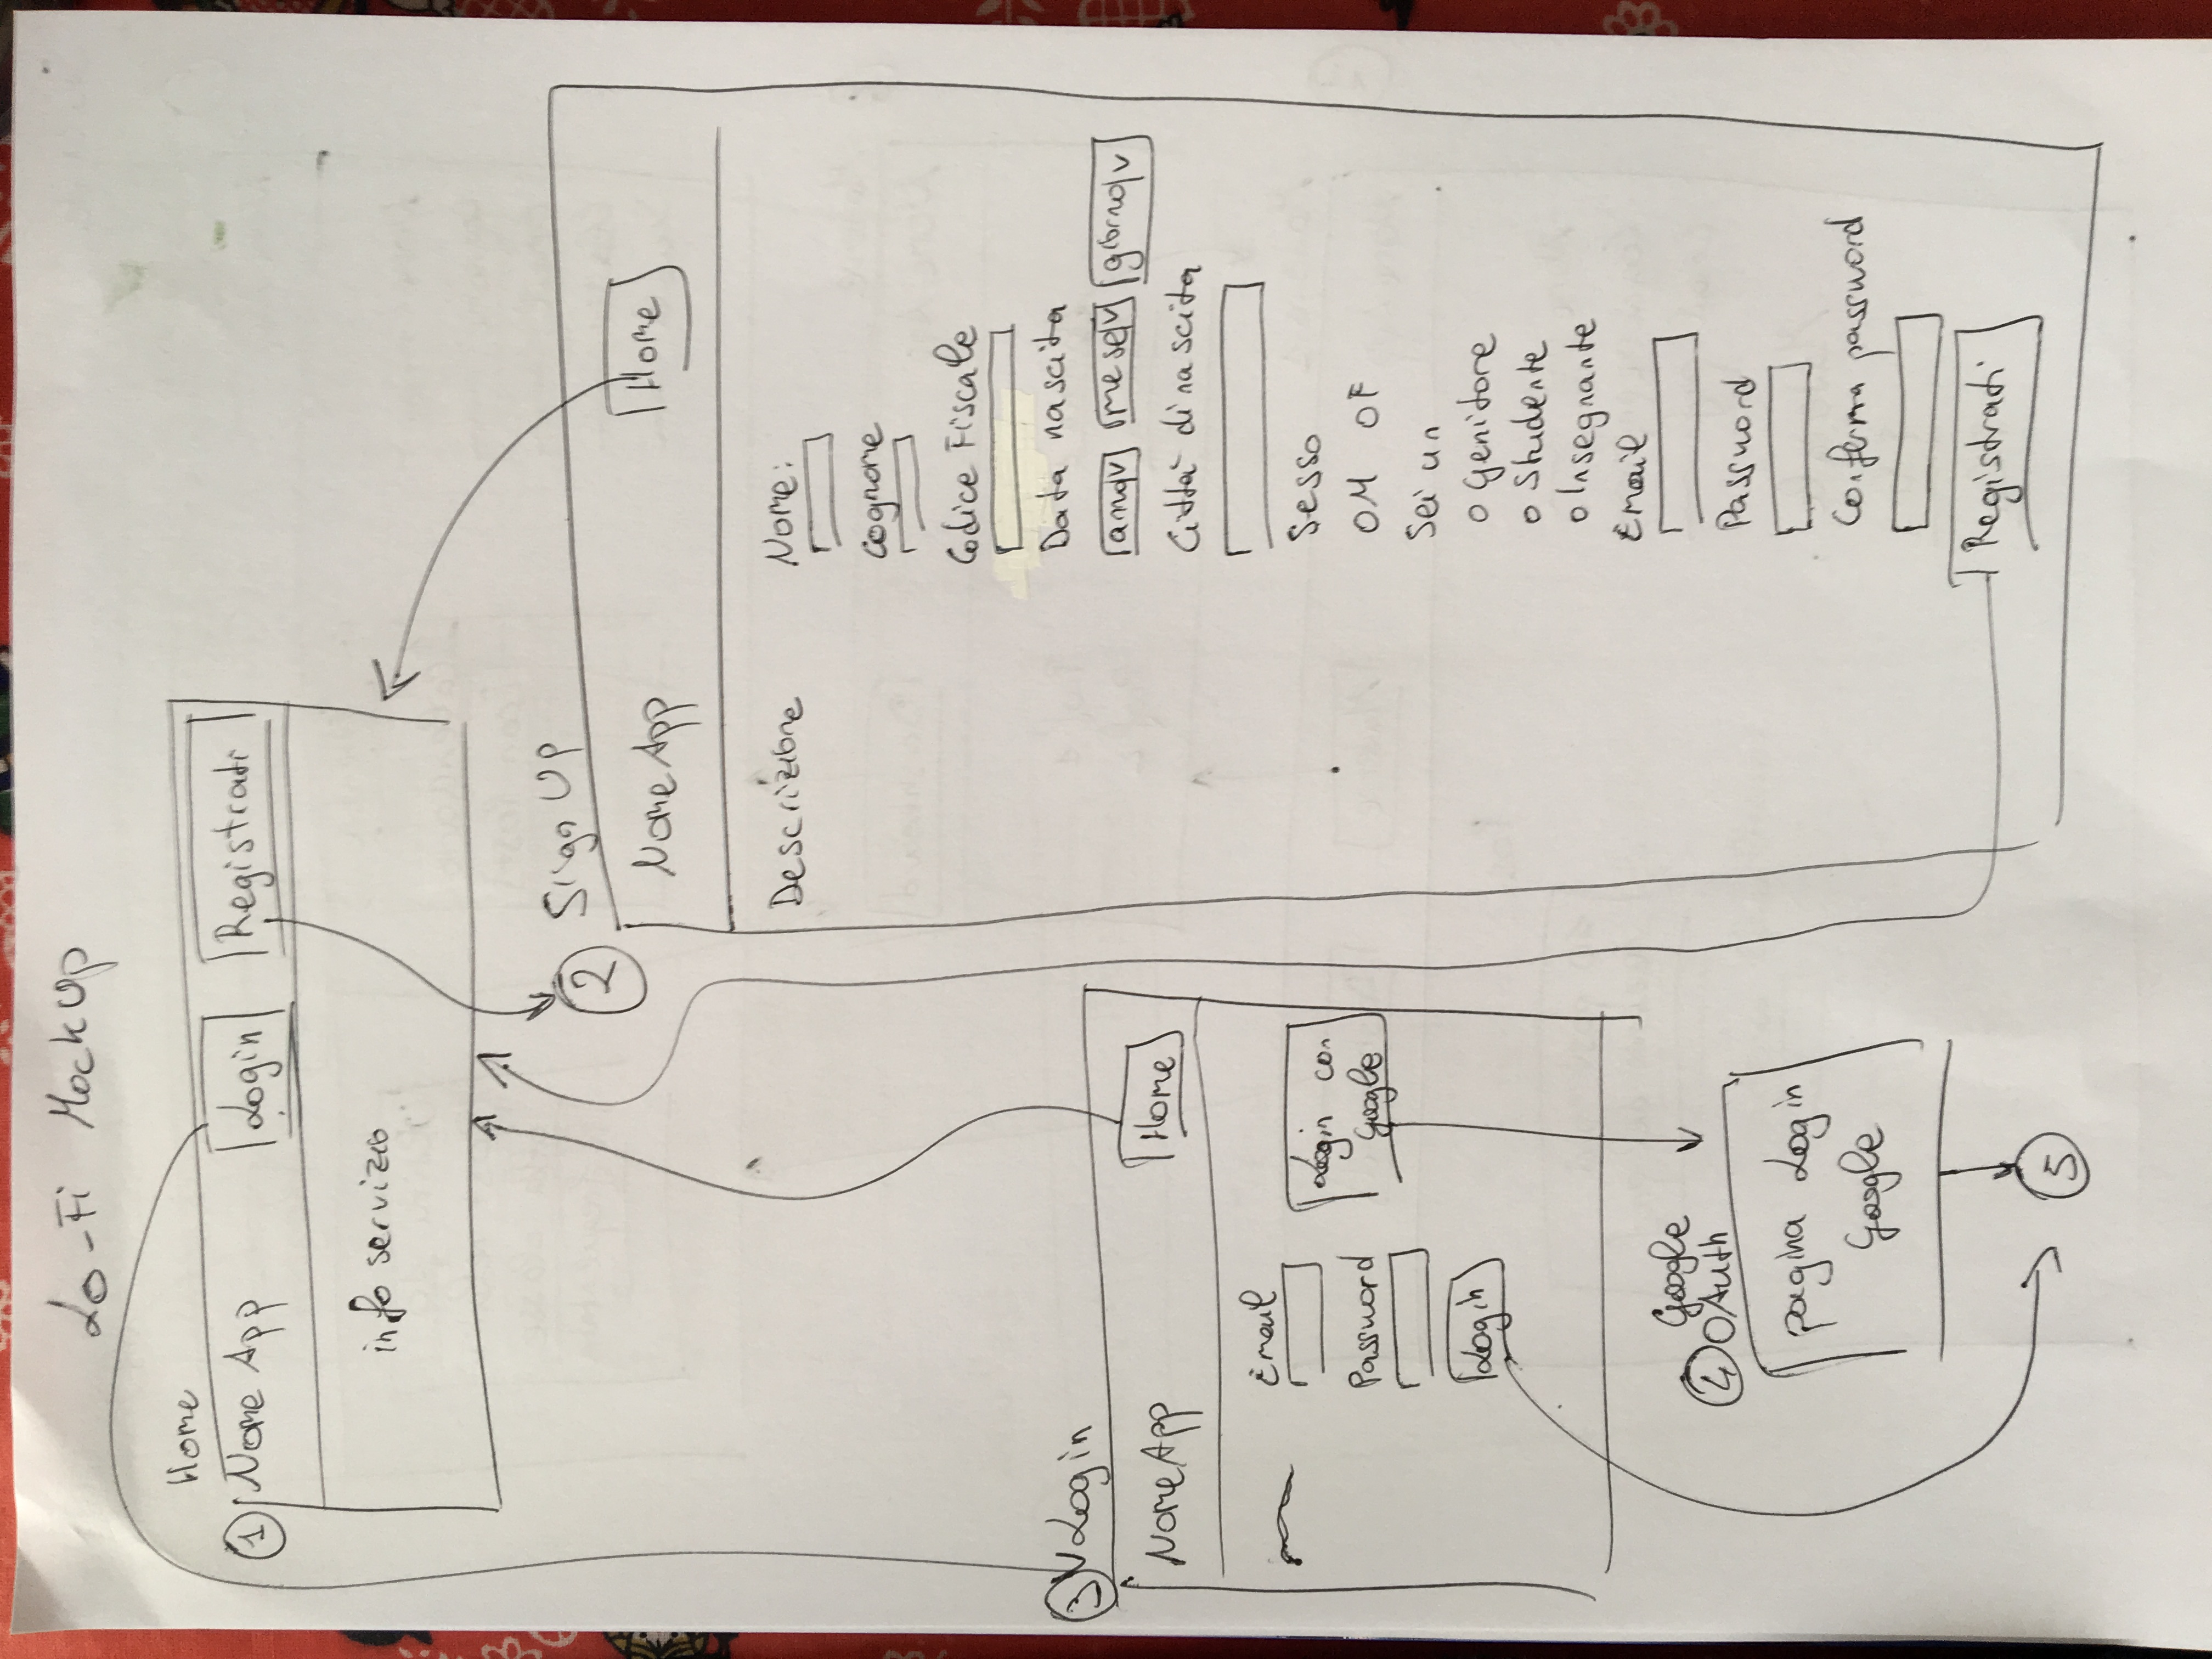 Lo-Fi MockUp
Home
1 Nome App Login Registrati
info servizio
2 Sign Up
Nome App Home
Descrizione
Nome:
Cognome
Codice Fiscale
Data nascita
anno mese giorno
Città di nascita
Sesso
M F
Sei un
Genitore
Studente
Insegnante
Email
Password
Conferma password
Registrati
3 Login
Nome App Home
Email
Password
Login
Login con
Google
Google
4 OAuth
pagina Login
Google
5